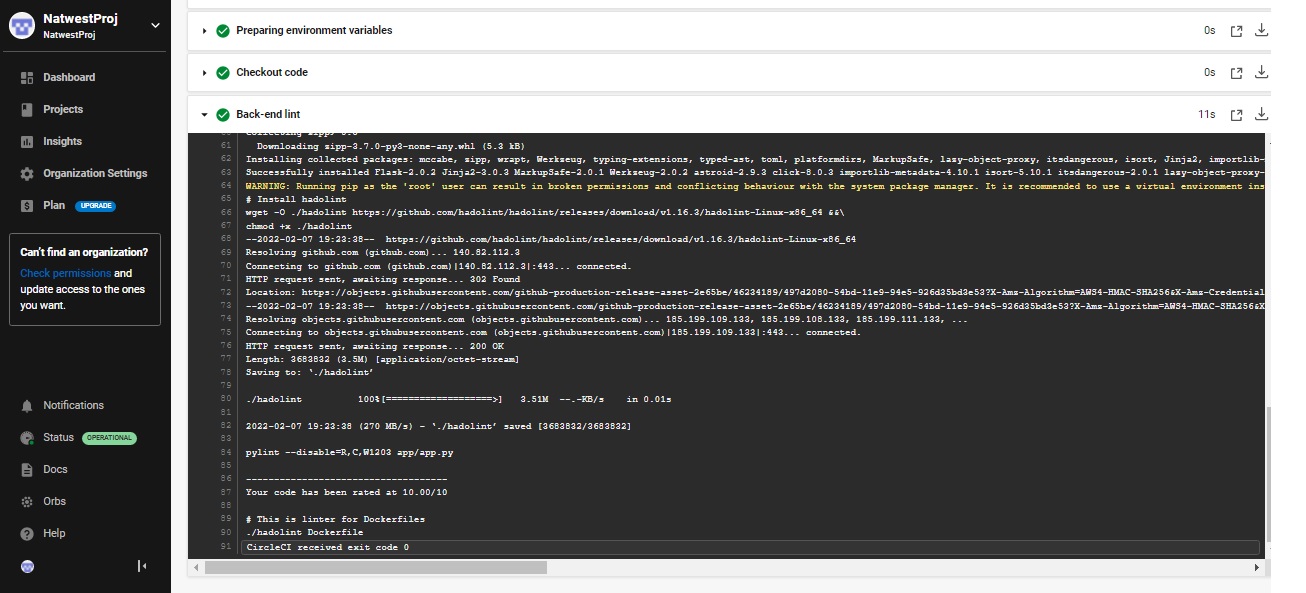 NatwestProj
NatwestProj
Dashboard
Projects
Insights
Organization Settings
Plan UPGRADE
Can't find an organization?
Check permissions and
update access to the ones
you want.
Notifications
Status OPERATIONAL
Docs
Orbs
Help
Preparing environment variables 0s
Checkout code 0s
Back-end lint 11s
61 Downloading zipp-3.7.0-py3-none-any.whl (5.3 kB)
62 Installing collected packages: mccabe, zipp, wrapt, Werkzeug, typing-extensions, typed-ast, toml, platformdirs, MarkupSafe, lazy-object-proxy, itsdangerous, isort, Jinja2, importlib-
63 Successfully installed Flask-2.0.2 Jinja2-3.0.3 MarkupSafe-2.0.1 Werkzeug-2.0.2 astroid-2.9.3 click-8.0.3 importlib-metadata-4.10.1 isort-5.10.1 itsdangerous-2.0.1 lazy-object-proxy-
64 WARNING: Running pip as the 'root' user can result in broken permissions and conflicting behaviour with the system package manager. It is recommended to use a virtual environment ins
65 # Install hadolint
66 wget -O ./hadolint https://github.com/hadolint/hadolint/releases/download/v1.16.3/hadolint-Linux-x86_64 &&\
67 chmod +x ./hadolint
68 --2022-02-07 19:23:38-- https://github.com/hadolint/hadolint/releases/download/v1.16.3/hadolint-Linux-x86_64
69 Resolving github.com (github.com)... 140.82.112.3
70 Connecting to github.com (github.com)|140.82.112.3|:443... connected.
71 HTTP request sent, awaiting response... 302 Found
72 Location: https://objects.githubusercontent.com/github-production-release-asset-2e65be/46234189/497d2080-54bd-11e9-94e5-926d35bd3e53?X-Amz-Algorithm=AWS4-HMAC-SHA256&X-Amz-Credential
73 --2022-02-07 19:23:38-- https://objects.githubusercontent.com/github-production-release-asset-2e65be/46234189/497d2080-54bd-11e9-94e5-926d35bd3e53?X-Amz-Algorithm=AWS4-HMAC-SHA256&X
74 Resolving objects.githubusercontent.com (objects.githubusercontent.com)... 185.199.109.133, 185.199.108.133, 185.199.111.133, ...
75 Connecting to objects.githubusercontent.com (objects.githubusercontent.com)|185.199.109.133|:443... connected.
76 HTTP request sent, awaiting response... 200 OK
77 Length: 3683832 (3.5M) [application/octet-stream]
78 Saving to: ‘./hadolint’
79
80 ./hadolint 100%[===================>] 3.51M --.-KB/s in 0.01s
81
82 2022-02-07 19:23:38 (270 MB/s) - ‘./hadolint’ saved [3683832/3683832]
83
84 pylint --disable=R,C,W1203 app/app.py
85
86 ------------------------------------
87 Your code has been rated at 10.00/10
88
89 # This is linter for Dockerfiles
90 ./hadolint Dockerfile
91 CircleCI received exit code 0